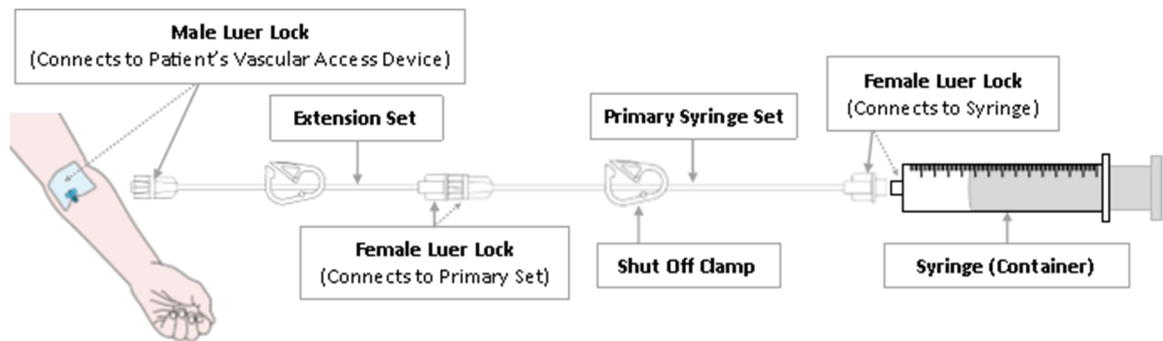 Male Luer Lock
(Connects to Patient's Vascular Access Device)
Extension Set
Primary Syringe Set
Female Luer Lock
(Connects to Syringe)
Female Luer Lock
(Connects to Primary Set)
Shut Off Clamp
Syringe (Container)